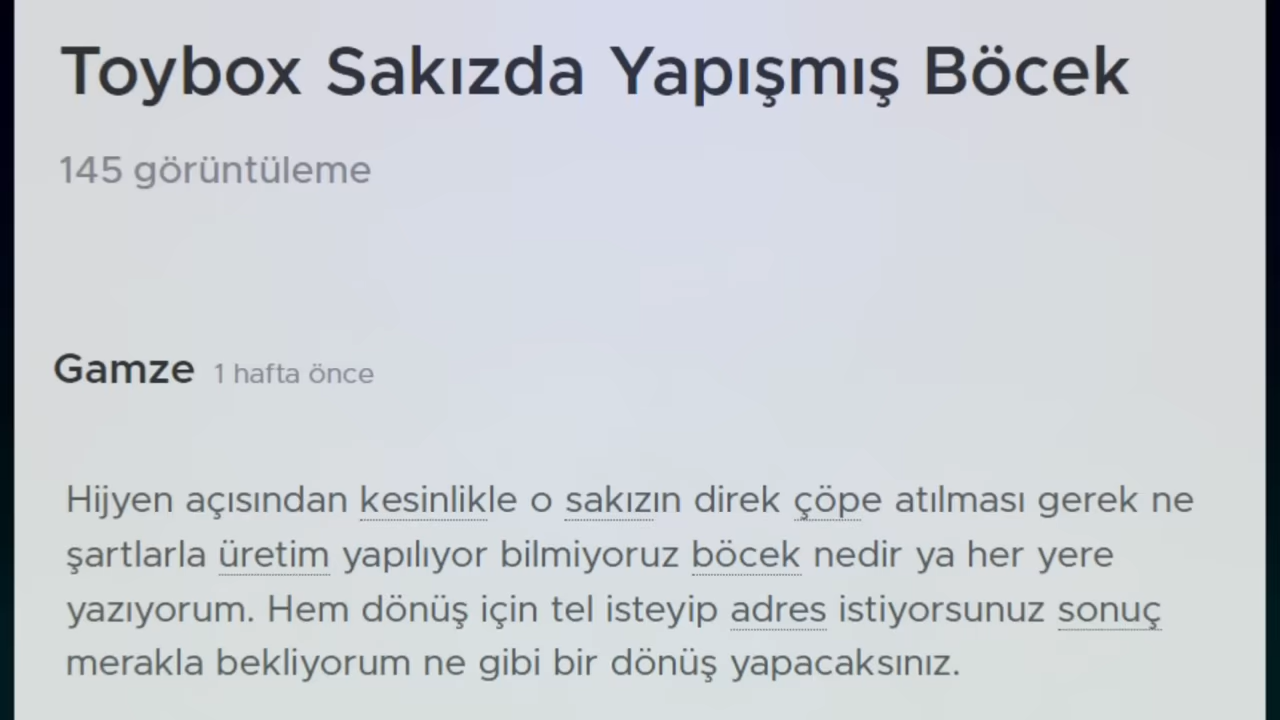 Toybox Sakızda Yapışmış Böcek
145 görüntüleme
Gamze 1 hafta önce
Hijyen açısından kesinlikle o sakızın direk çöpe atılması gerek ne
şartlarla üretim yapılıyor bilmiyoruz böcek nedir ya her yere
yazıyorum. Hem dönüş için tel isteyip adres istiyorsunuz sonuç
merakla bekliyorum ne gibi bir dönüş yapacaksınız.